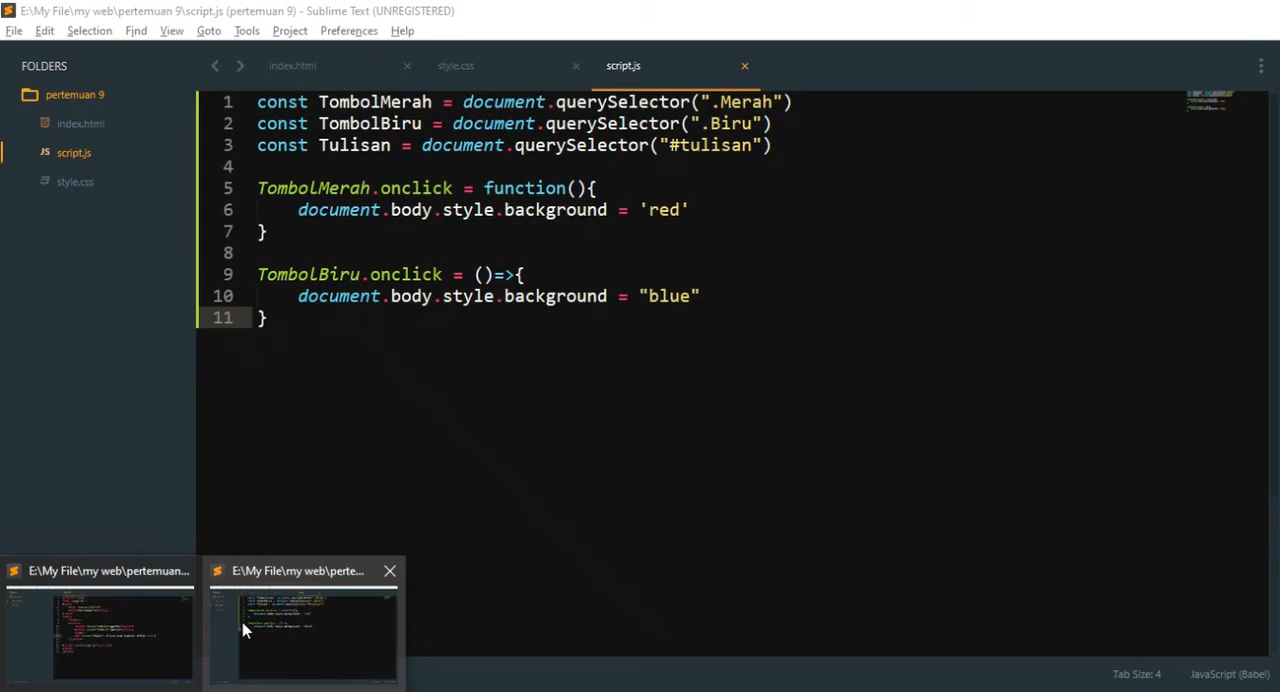 E:\My File\my web\pertemuan 9\script.js (pertemuan 9) - Sublime Text (UNREGISTERED)
File Edit Selection Find View Goto Tools Project Preferences Help
FOLDERS
pertemuan 9
index.html
JS script.js
style.css
index.html × style.css × script.js ×
1 const TombolMerah = document.querySelector(".Merah")
2 const TombolBiru = document.querySelector(".Biru")
3 const Tulisan = document.querySelector("#tulisan")
4
5 TombolMerah.onclick = function(){
6 document.body.style.background = 'red'
7 }
8
9 TombolBiru.onclick = ()=>{
10 document.body.style.background = "blue"
11 }
E:\My File\my web\pertemuan...
E:\My File\my web\perte...
Tab Size: 4 JavaScript (Babel)